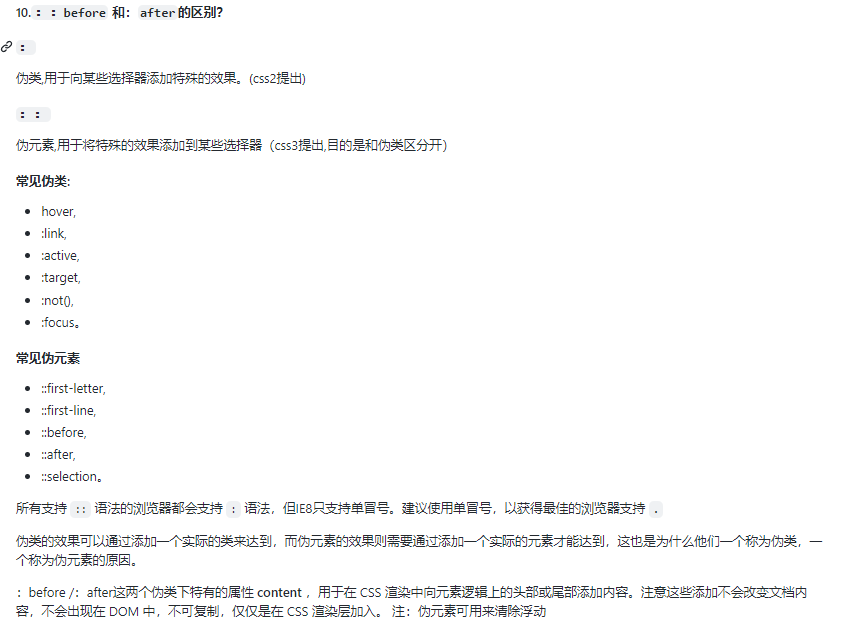 10.：：before 和：after的区别?
：
伪类,用于向某些选择器添加特殊的效果。(css2提出)
：：
伪元素,用于将特殊的效果添加到某些选择器（css3提出,目的是和伪类区分开）
常见伪类:
hover,
:link,
:active,
:target,
:not(),
:focus。
常见伪元素
::first-letter,
::first-line,
::before,
::after,
::selection。
所有支持 :: 语法的浏览器都会支持 : 语法，但IE8只支持单冒号。建议使用单冒号，以获得最佳的浏览器支持 .
伪类的效果可以通过添加一个实际的类来达到，而伪元素的效果则需要通过添加一个实际的元素才能达到，这也是为什么他们一个称为伪类，一
个称为伪元素的原因。
：before /：after这两个伪类下特有的属性 content ，用于在 CSS 渲染中向元素逻辑上的头部或尾部添加内容。注意这些添加不会改变文档内
容，不会出现在 DOM 中，不可复制，仅仅是在 CSS 渲染层加入。 注：伪元素可用来清除浮动